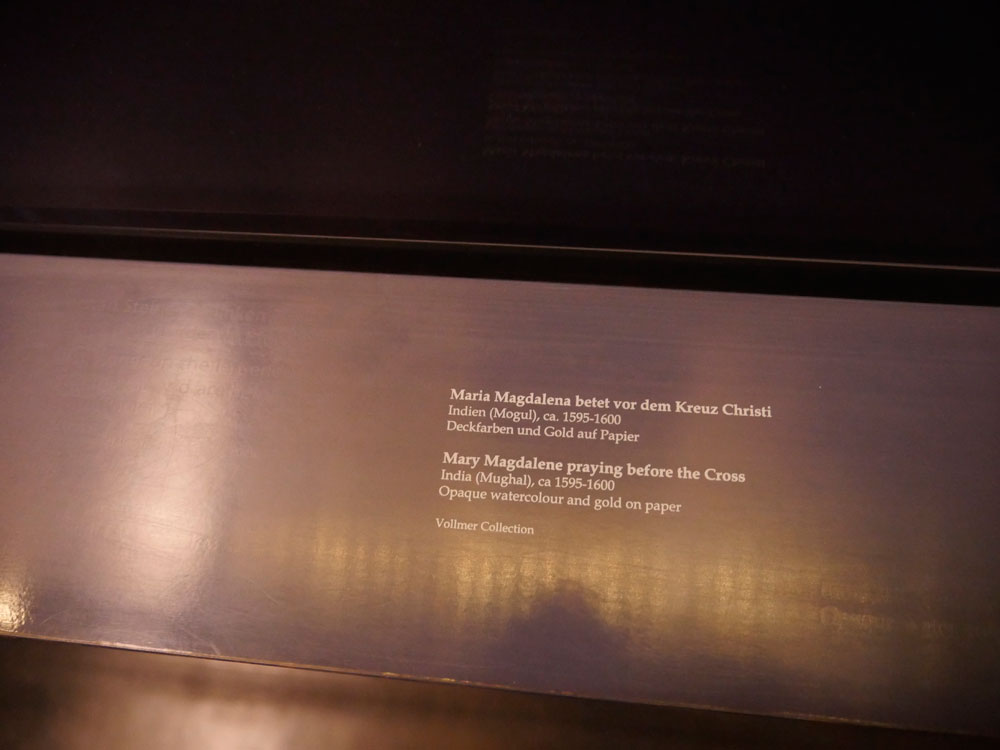 Maria Magdalena betet vor dem Kreuz Christi
Indien (Mogul), ca. 1595-1600
Deckfarben und Gold auf Papier
Mary Magdalene praying before the Cross
India (Mughal), ca 1595-1600
Opaque watercolour and gold on paper
Vollmer Collection